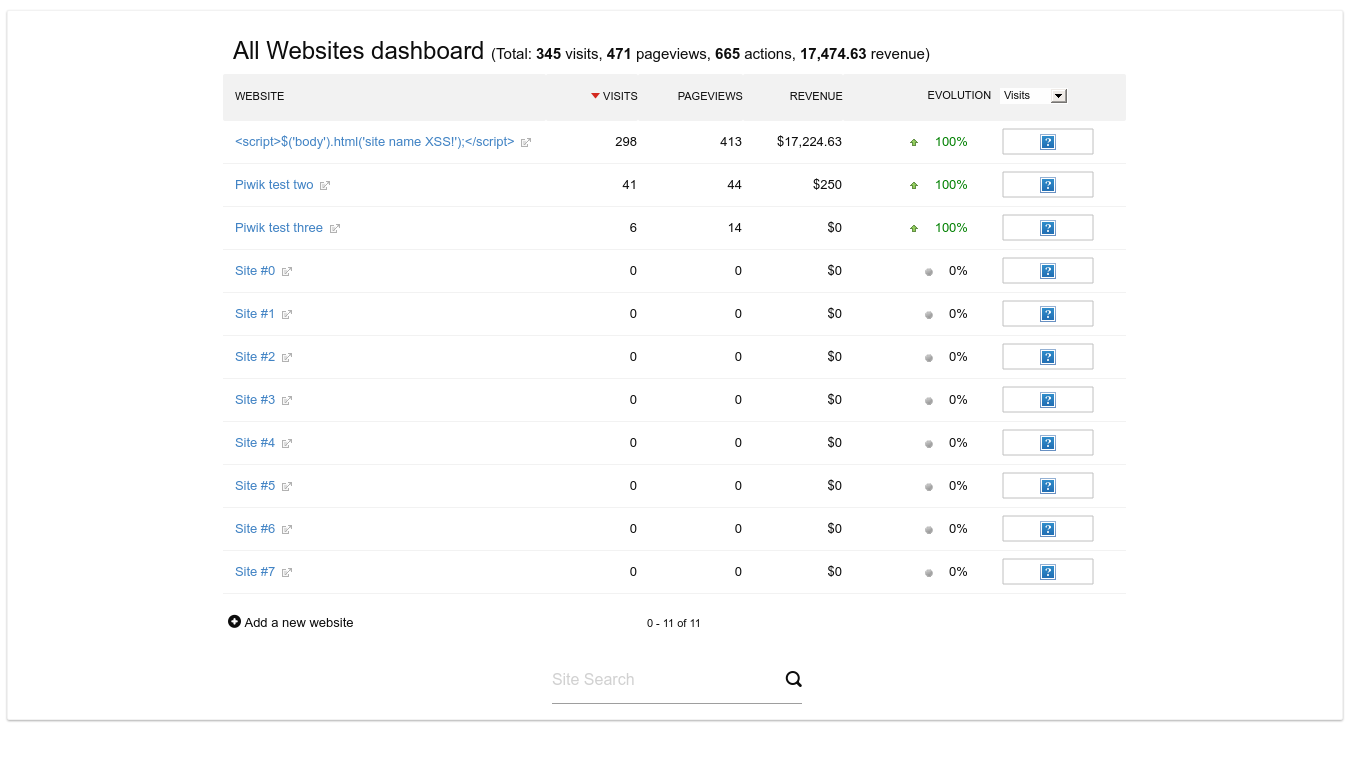 All Websites dashboard (Total: 345 visits, 471 pageviews, 665 actions, 17,474.63 revenue)
WEBSITE VISITS PAGEVIEWS REVENUE EVOLUTION Visits
<script>$('body').html('site name XSS!');</script> 298 413 $17,224.63 100% ?
Piwik test two 41 44 $250 100% ?
Piwik test three 6 14 $0 100% ?
Site #0 0 0 $0 0% ?
Site #1 0 0 $0 0% ?
Site #2 0 0 $0 0% ?
Site #3 0 0 $0 0% ?
Site #4 0 0 $0 0% ?
Site #5 0 0 $0 0% ?
Site #6 0 0 $0 0% ?
Site #7 0 0 $0 0% ?
Add a new website 0 - 11 of 11
Site Search